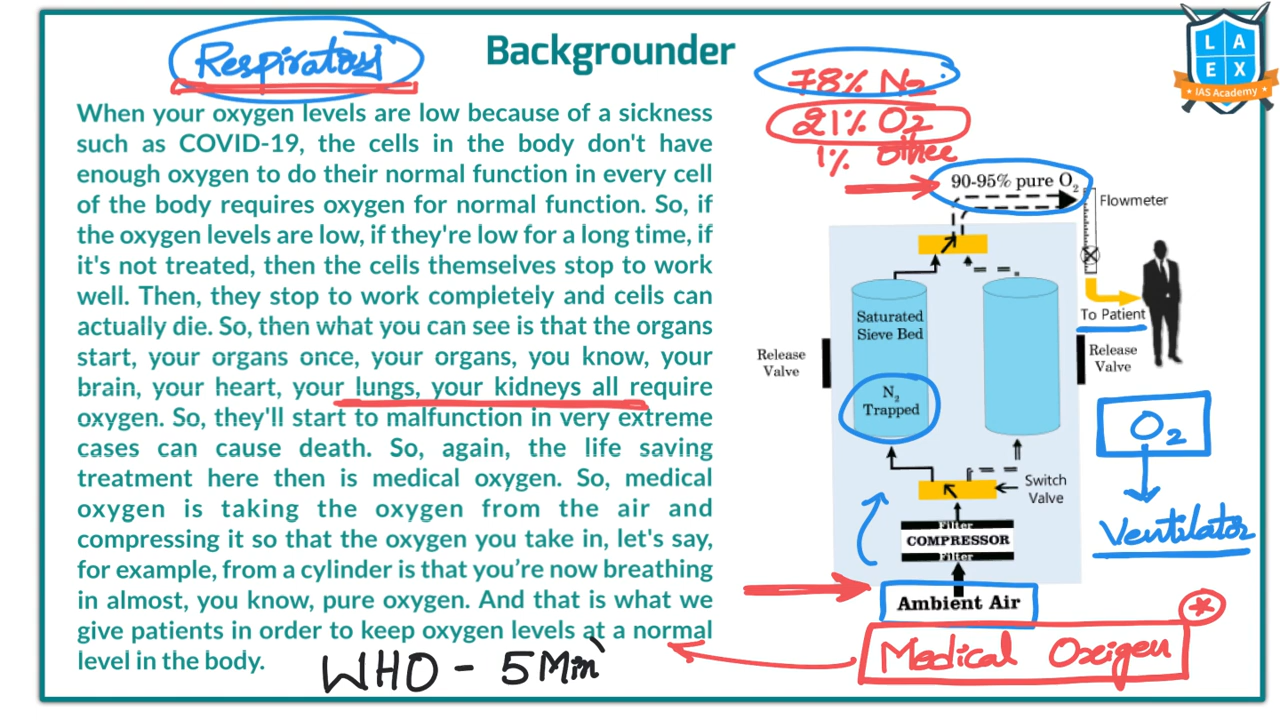 Respiratory
Backgrounder
When your oxygen levels are low because of a sickness
such as COVID-19, the cells in the body don't have
enough oxygen to do their normal function in every cell
of the body requires oxygen for normal function. So, if
the oxygen levels are low, if they're low for a long time, if
it's not treated, then the cells themselves stop to work
well. Then, they stop to work completely and cells can
actually die. So, then what you can see is that the organs
start, your organs once, your organs, you know, your
brain, your heart, your lungs, your kidneys all require
oxygen. So, they'll start to malfunction in very extreme
cases can cause death. So, again, the life saving
treatment here then is medical oxygen. So, medical
oxygen is taking the oxygen from the air and
compressing it so that the oxygen you take in, let's say,
for example, from a cylinder is that you’re now breathing
in almost, you know, pure oxygen. And that is what we
give patients in order to keep oxygen levels at a normal
level in the body.
WHO - 5 Min
78% N2
21% O2
1% Other
90-95% pure O2
Flowmeter
Saturated
Sieve Bed
To Patient
Release
Valve
Release
Valve
N2
Trapped
O2
Switch
Valve
Ventilator
Filter
COMPRESSOR
Filter
Ambient Air
Medical Oxigen
*
L A
E X
IAS Academy